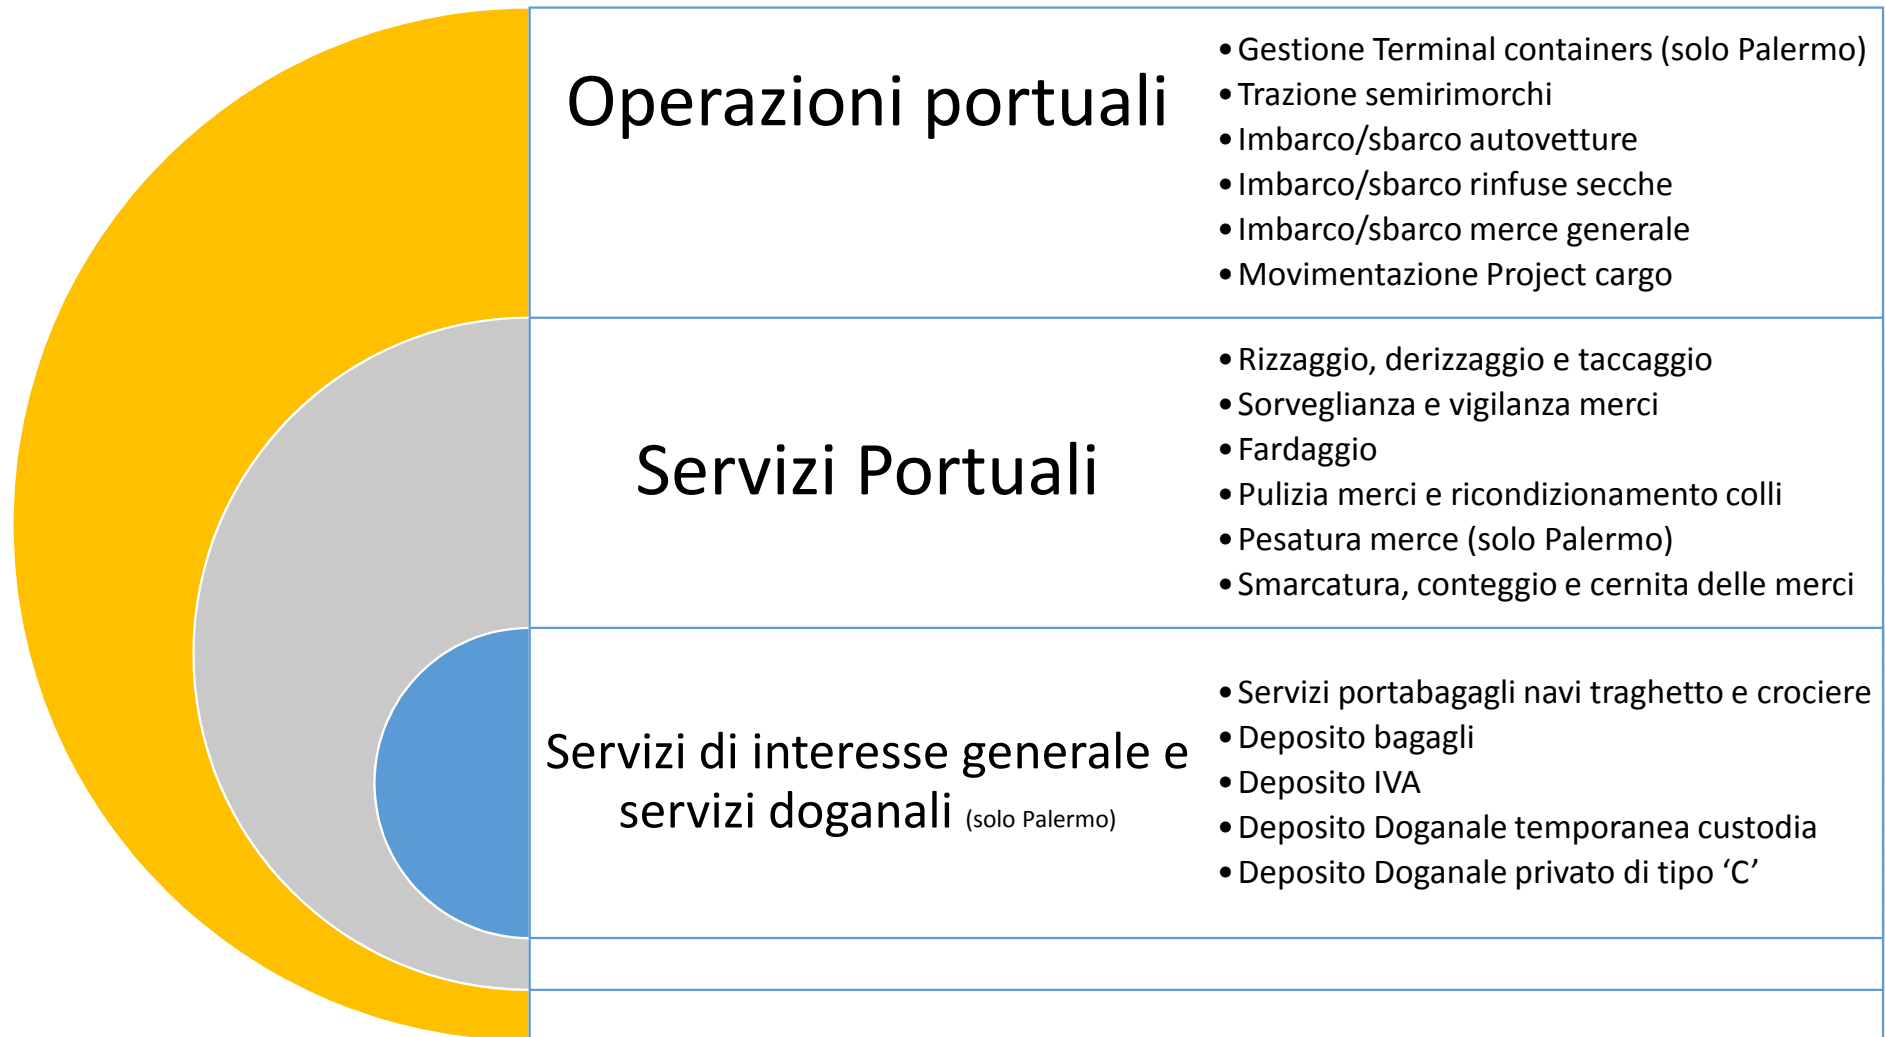 Operazioni portuali
•Gestione Terminal containers (solo Palermo)
•Trazione semirimorchi
•Imbarco/sbarco autovetture
•Imbarco/sbarco rinfuse secche
•Imbarco/sbarco merce generale
•Movimentazione Project cargo
Servizi Portuali
•Rizzaggio, derizzaggio e taccaggio
•Sorveglianza e vigilanza merci
•Fardaggio
•Pulizia merci e ricondizionamento colli
•Pesatura merce (solo Palermo)
•Smarcatura, conteggio e cernita delle merci
Servizi di interesse generale e
servizi doganali (solo Palermo)
•Servizi portabagagli navi traghetto e crociere
•Deposito bagagli
•Deposito IVA
•Deposito Doganale temporanea custodia
•Deposito Doganale privato di tipo ‘C’